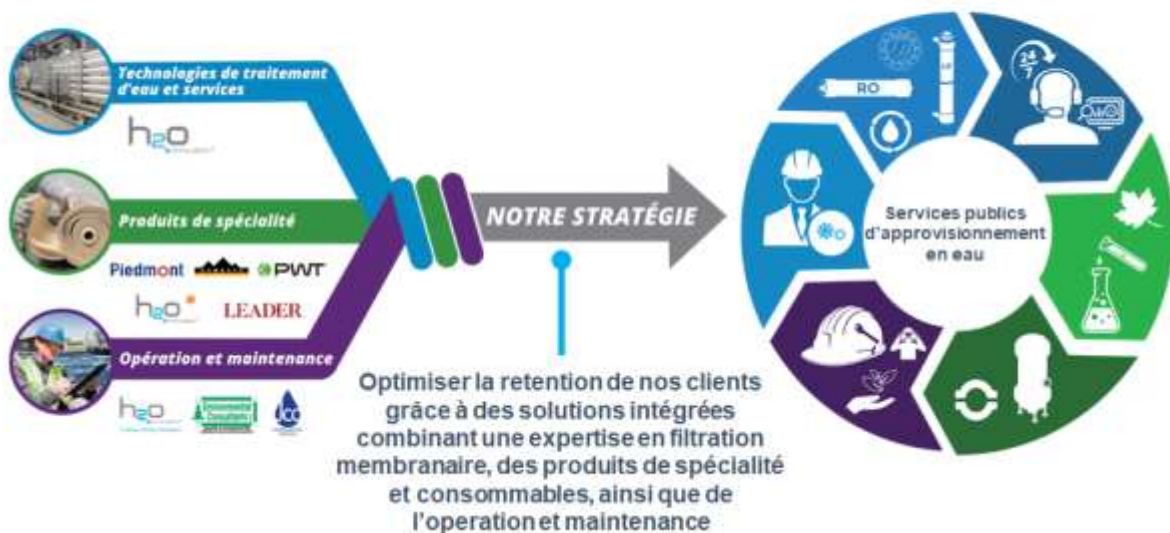 Technologies de traitement
d'eau et services
h2o
Produits de spécialité
Piedmont
PWT
h2o
LEADER
Opération et maintenance
h2o
JCO
NOTRE STRATÉGIE
Optimiser la retention de nos clients
grâce à des solutions intégrées
combinant une expertise en filtration
membranaire, des produits de spécialité
et consommables, ainsi que de
l'operation et maintenance
RO
24
7
Services publics
d'approvisionnement
en eau